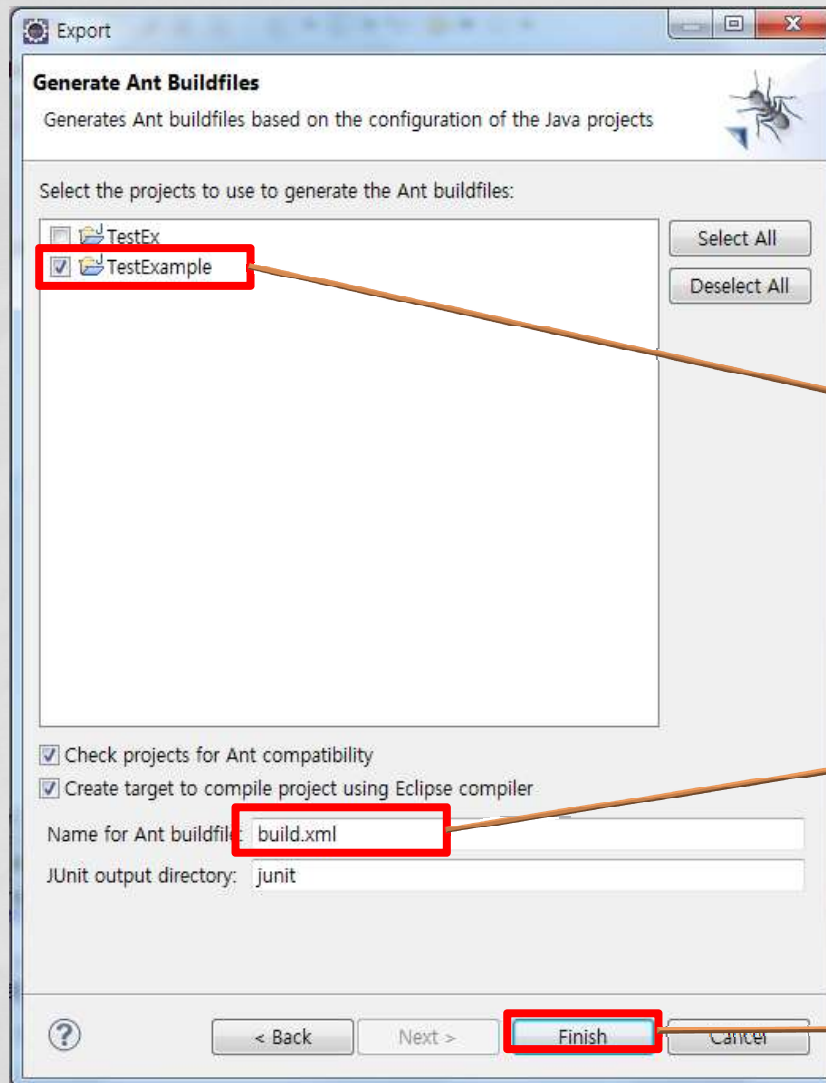 Export
Generate Ant Buildfiles
Generates Ant buildfiles based on the configuration of the Java projects
Select the projects to use to generate the Ant buildfiles:
TestEx
Select All
TestExample
Deselect All
Check projects for Ant compatibility
Create target to compile project using Eclipse compiler
Name for Ant buildfile: build.xml
JUnit output directory: junit
< Back Next > Finish Cancel